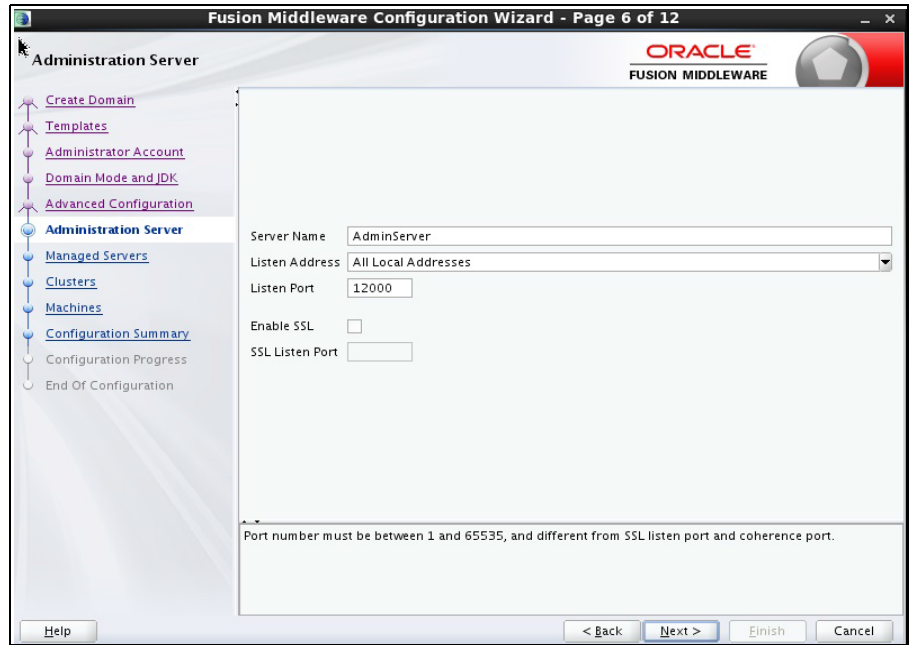 Fusion Middleware Configuration Wizard - Page 6 of 12
Administration Server
ORACLE
FUSION MIDDLEWARE
Create Domain
Templates
Administrator Account
Domain Mode and JDK
Advanced Configuration
Administration Server
Managed Servers
Clusters
Machines
Configuration Summary
Configuration Progress
End Of Configuration
Server Name AdminServer
Listen Address All Local Addresses
Listen Port 12000
Enable SSL
SSL Listen Port
Port number must be between 1 and 65535, and different from SSL listen port and coherence port.
Help < Back Next > Finish Cancel